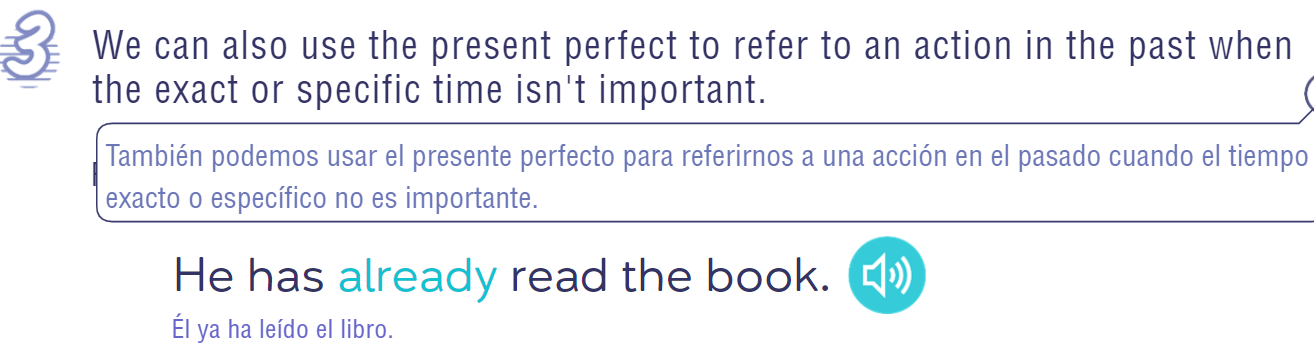 3
We can also use the present perfect to refer to an action in the past when
the exact or specific time isn't important.
También podemos usar el presente perfecto para referirnos a una acción en el pasado cuando el tiempo
exacto o específico no es importante.
He has already read the book.
Él ya ha leído el libro.